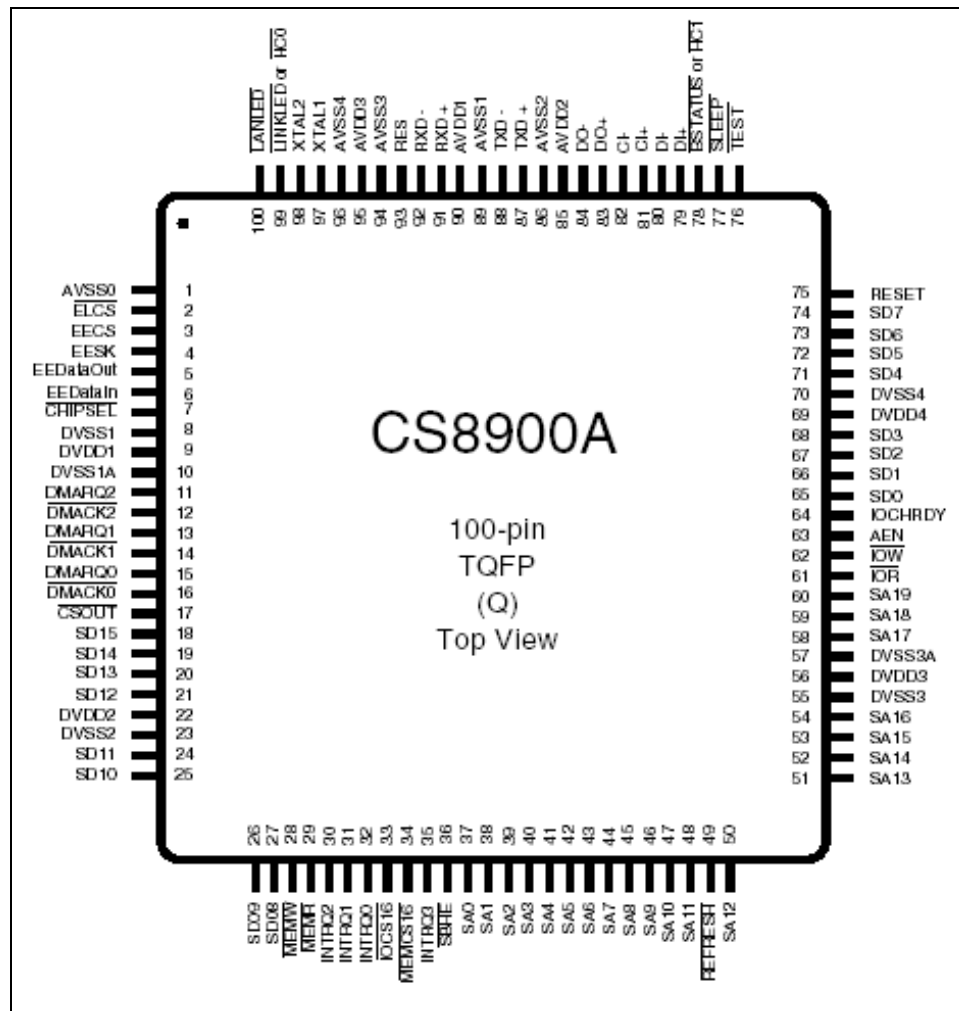 LANLED
LINKLED or HC0
XTAL2
XTAL1
AVSS4
AVDD3
AVSS3
RES
RXD -
RXD +
AVDD1
AVSS1
TXD -
TXD +
AVSS2
AVDD2
DO-
DO+
CI-
CI+
DI-
DI+
BSTATUS or HC1
SLEEP
TEST
100
99
98
97
96
95
94
93
92
91
90
89
88
87
86
85
84
83
82
81
80
79
78
77
76
AVSS0 1
ELCS 2
EECS 3
EESK 4
EEDataOut 5
EEDataIn 6
CHIPSEL 7
DVSS1 8
DVDD1 9
DVSS1A 10
DMARQ2 11
DMACK2 12
DMARQ1 13
DMACK1 14
DMARQ0 15
DMACK0 16
CSOUT 17
SD15 18
SD14 19
SD13 20
SD12 21
DVDD2 22
DVSS2 23
SD11 24
SD10 25
CS8900A
100-pin
TQFP
(Q)
Top View
75 RESET
74 SD7
73 SD6
72 SD5
71 SD4
70 DVSS4
69 DVDD4
68 SD3
67 SD2
66 SD1
65 SD0
64 IOCHRDY
63 AEN
62 IOW
61 IOR
60 SA19
59 SA18
58 SA17
57 DVSS3A
56 DVDD3
55 DVSS3
54 SA16
53 SA15
52 SA14
51 SA13
26
27
28
29
30
31
32
33
34
35
36
37
38
39
40
41
42
43
44
45
46
47
48
49
50
SD09
SD08
MEMW
MEMR
INTRQ2
INTRQ1
INTRQ0
IOCS16
MEMCS16
INTRQ3
SBHE
SA0
SA1
SA2
SA3
SA4
SA5
SA6
SA7
SA8
SA9
SA10
SA11
REFRESH
SA12